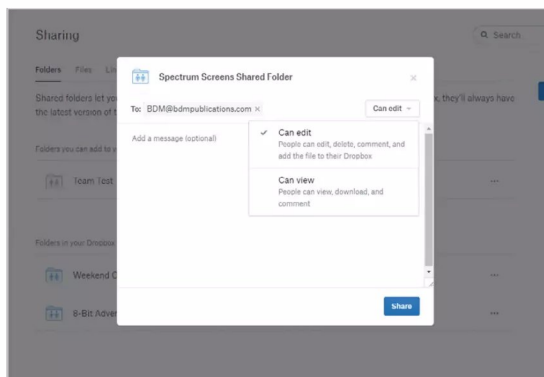 Sharing
Search
Folders Files
Shared folders let you
x, they'll always have
the latest version of
Folders you can add to
Team Test
Folders in your Dropbox
Weekend
8-Bit Adven
Spectrum Screens Shared Folder
To: BDM@bdmpublications.com
Can edit
Add a message (optional)
Can edit
People can edit, delete, comment, and
add the file to their Dropbox
Can view
People can view, download, and
comment
Share